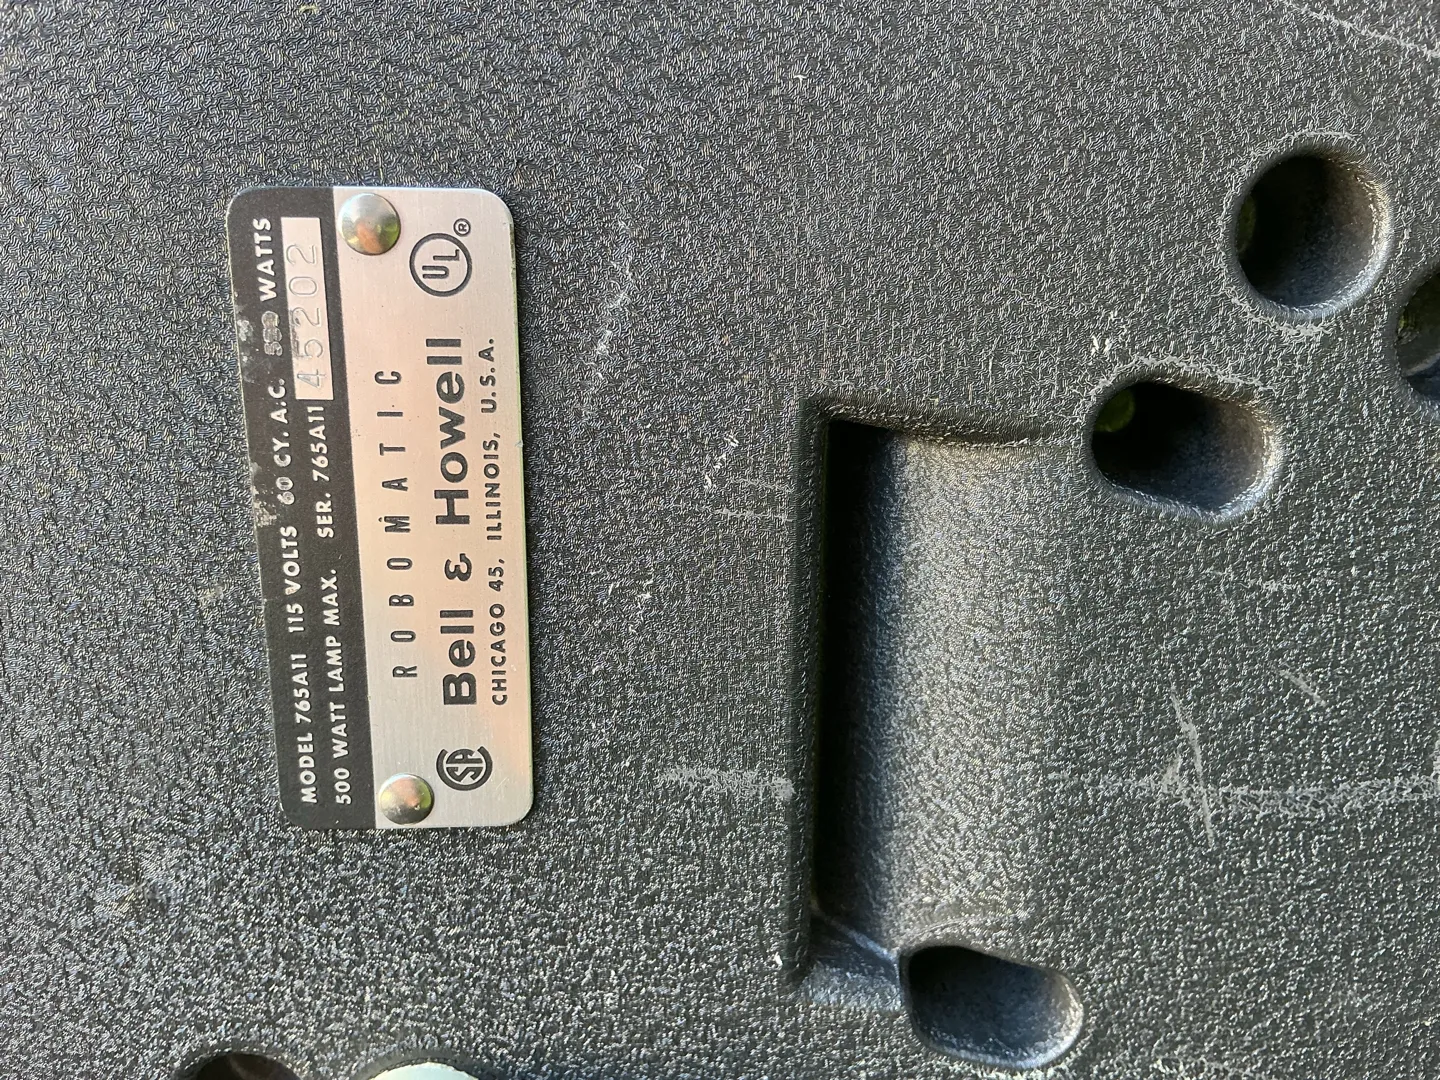 MODEL 765A11 115 VOLTS 60 CY. A.C. WATTS
500 WATT LAMP MAX. SER. 765A11 45202
ROBOMATIC
Bell & Howell
CHICAGO 45, ILLINOIS, U.S.A.
SA
UL®